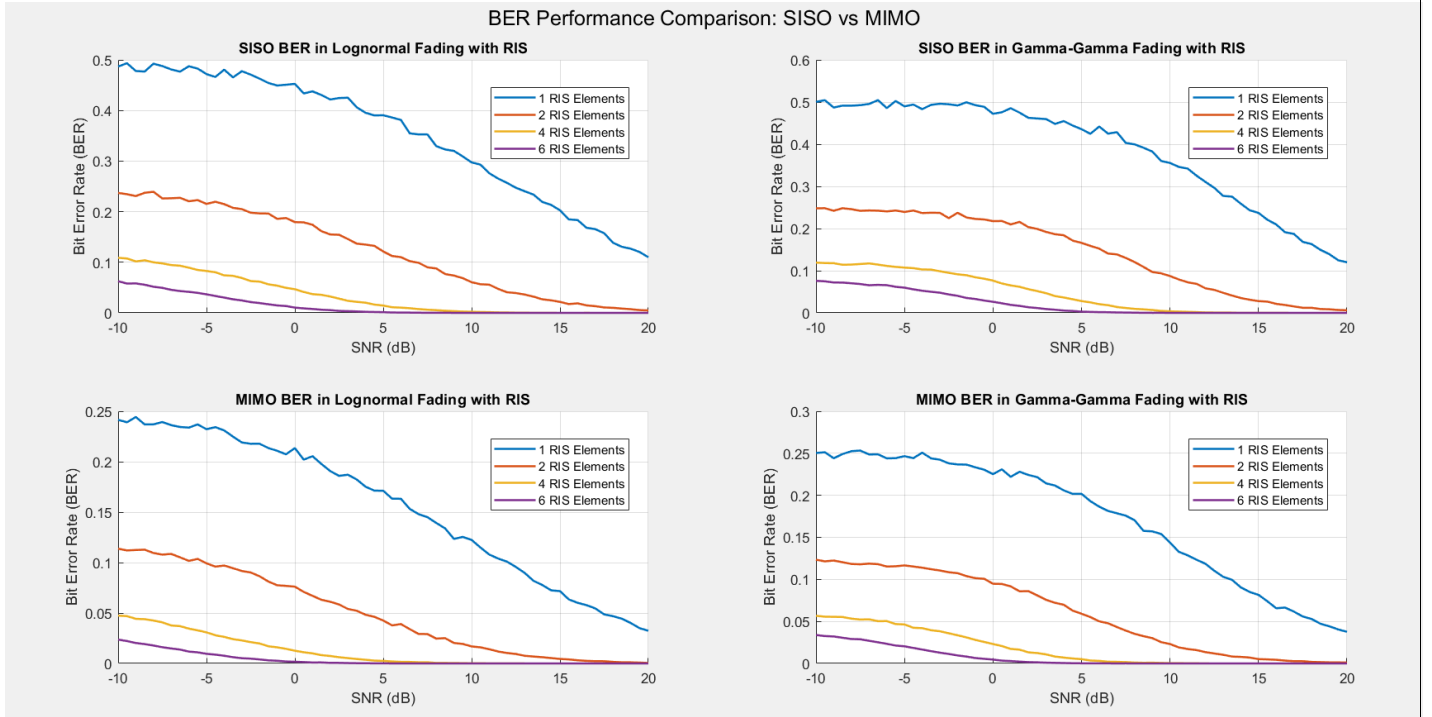 BER Performance Comparison: SISO vs MIMO
SISO BER in Lognormal Fading with RIS
Bit Error Rate (BER)
0.5
0.4
0.3
0.2
0.1
0
1 RIS Elements
2 RIS Elements
4 RIS Elements
6 RIS Elements
-10 -5 0 5 10 15 20
SNR (dB)
SISO BER in Gamma-Gamma Fading with RIS
Bit Error Rate (BER)
0.6
0.5
0.4
0.3
0.2
0.1
0
1 RIS Elements
2 RIS Elements
4 RIS Elements
6 RIS Elements
-10 -5 0 5 10 15 20
SNR (dB)
MIMO BER in Lognormal Fading with RIS
Bit Error Rate (BER)
0.25
0.2
0.15
0.1
0.05
0
1 RIS Elements
2 RIS Elements
4 RIS Elements
6 RIS Elements
-10 -5 0 5 10 15 20
SNR (dB)
MIMO BER in Gamma-Gamma Fading with RIS
Bit Error Rate (BER)
0.3
0.25
0.2
0.15
0.1
0.05
0
1 RIS Elements
2 RIS Elements
4 RIS Elements
6 RIS Elements
-10 -5 0 5 10 15 20
SNR (dB)